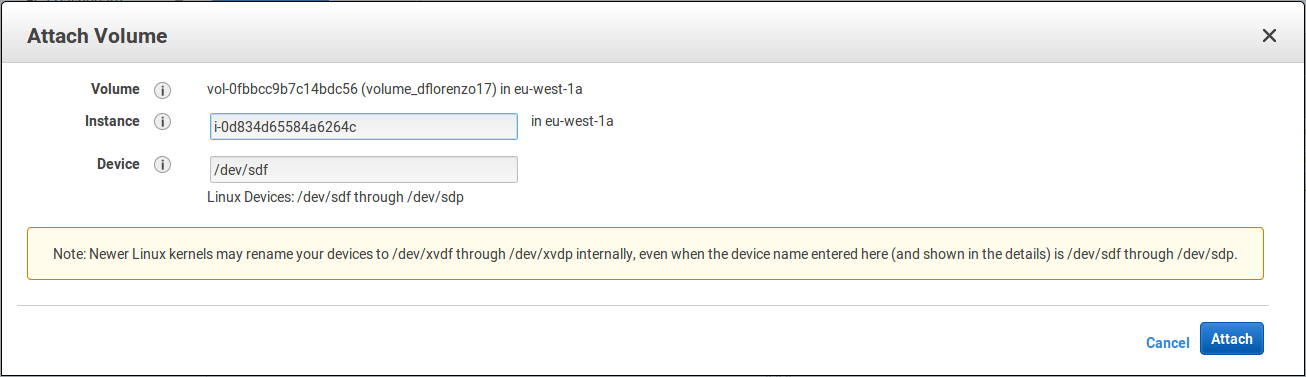 Attach Volume
Volume vol-0fbbcc9b7c14bdc56 (volume_dflorenzo17) in eu-west-1a
Instance i-0d834d65584a6264c in eu-west-1a
Device /dev/sdf
Linux Devices: /dev/sdf through /dev/sdp
Note: Newer Linux kernels may rename your devices to /dev/xvdf through /dev/xvdp internally, even when the device name entered here (and shown in the details) is /dev/sdf through /dev/sdp.
Cancel Attach